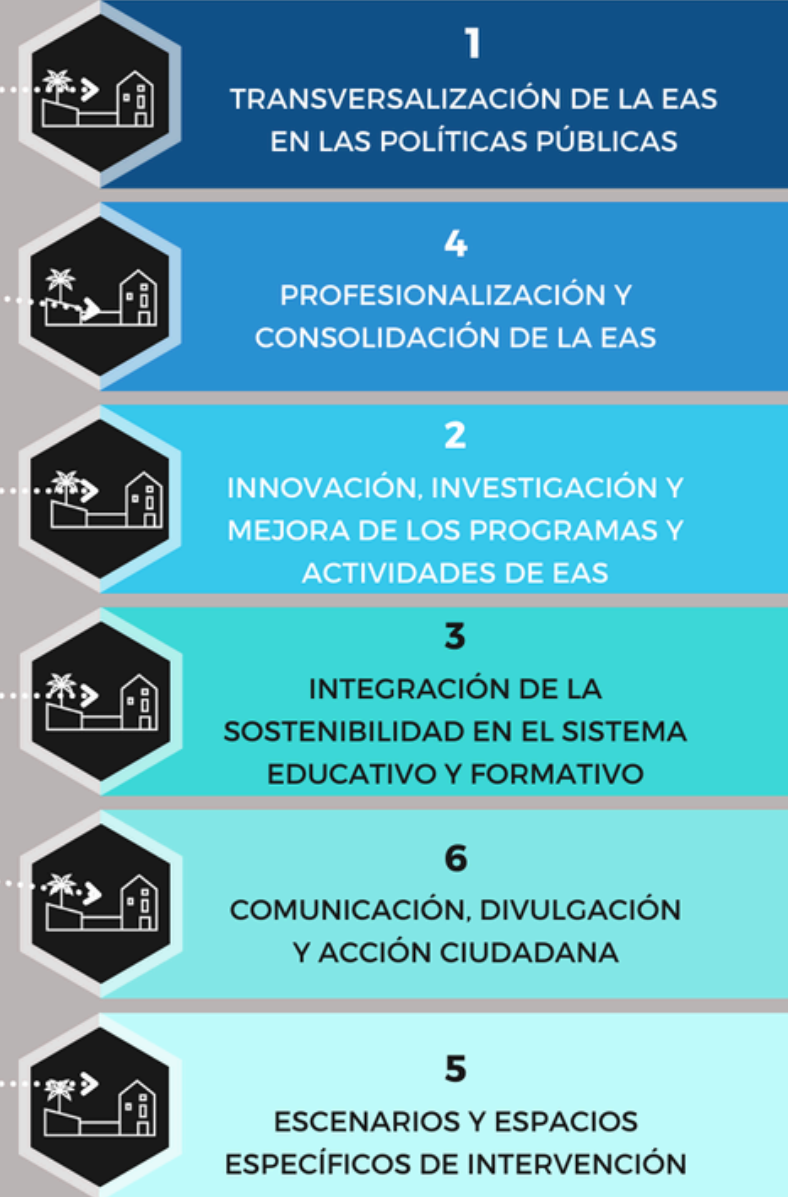 1
TRANSVERSALIZACIÓN DE LA EAS
EN LAS POLÍTICAS PÚBLICAS
4
PROFESIONALIZACIÓN Y
CONSOLIDACIÓN DE LA EAS
2
INNOVACIÓN, INVESTIGACIÓN Y
MEJORA DE LOS PROGRAMAS Y
ACTIVIDADES DE EAS
3
INTEGRACIÓN DE LA
SOSTENIBILIDAD EN EL SISTEMA
EDUCATIVO Y FORMATIVO
6
COMUNICACIÓN, DIVULGACIÓN
Y ACCIÓN CIUDADANA
5
ESCENARIOS Y ESPACIOS
ESPECÍFICOS DE INTERVENCIÓN